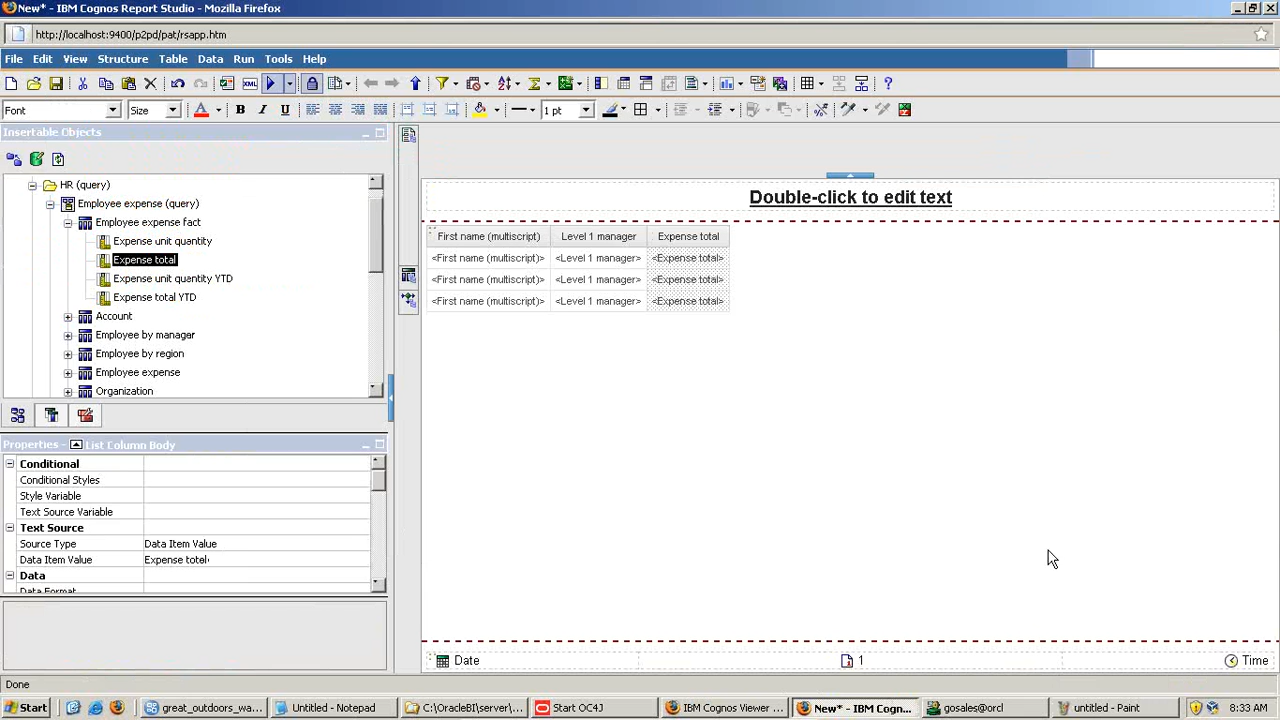 New* - IBM Cognos Report Studio - Mozilla Firefox
http://localhost:9400/p2pd/pat/rsapp.htm
File Edit View Structure Table Data Run Tools Help
Font Size B I U 1 pt
Insertable Objects
HR (query)
Employee expense (query)
Employee expense fact
Expense unit quantity
Expense total
Expense unit quantity YTD
Expense total YTD
Account
Employee by manager
Employee by region
Employee expense
Organization
Properties - List Column Body
Conditional
Conditional Styles
Style Variable
Text Source Variable
Text Source
Source Type Data Item Value
Data Item Value Expense total
Data
Data Format
Double-click to edit text
First name (multiscript) Level 1 manager Expense total
<First name (multiscript)> <Level 1 manager> <Expense total>
<First name (multiscript)> <Level 1 manager> <Expense total>
<First name (multiscript)> <Level 1 manager> <Expense total>
Date 1 Time
Done
Start great_outdoors_wa... Untitled - Notepad C:\OracleBI\server\... Start OC4J IBM Cognos Viewer ... New* - IBM Cogn... gosales@orcl untitled - Paint 8:33 AM